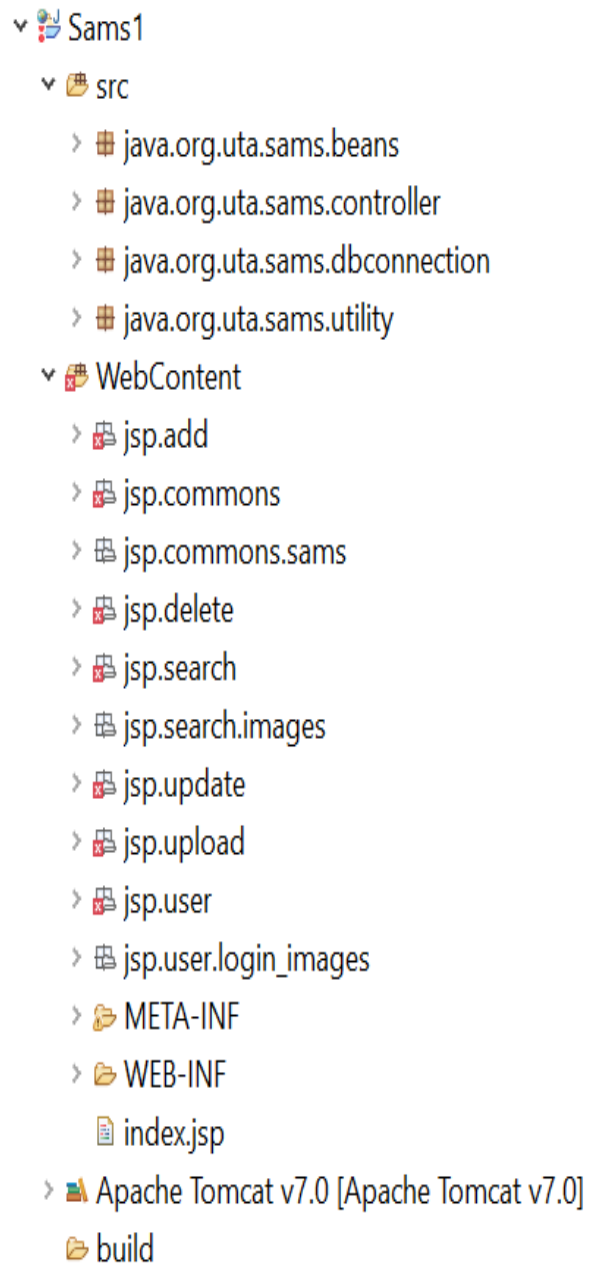 Sams1
src
java.org.uta.sams.beans
java.org.uta.sams.controller
java.org.uta.sams.dbconnection
java.org.uta.sams.utility
WebContent
jsp.add
jsp.commons
jsp.commons.sams
jsp.delete
jsp.search
jsp.search.images
jsp.update
jsp.upload
jsp.user
jsp.user.login_images
META-INF
WEB-INF
index.jsp
Apache Tomcat v7.0 [Apache Tomcat v7.0]
build